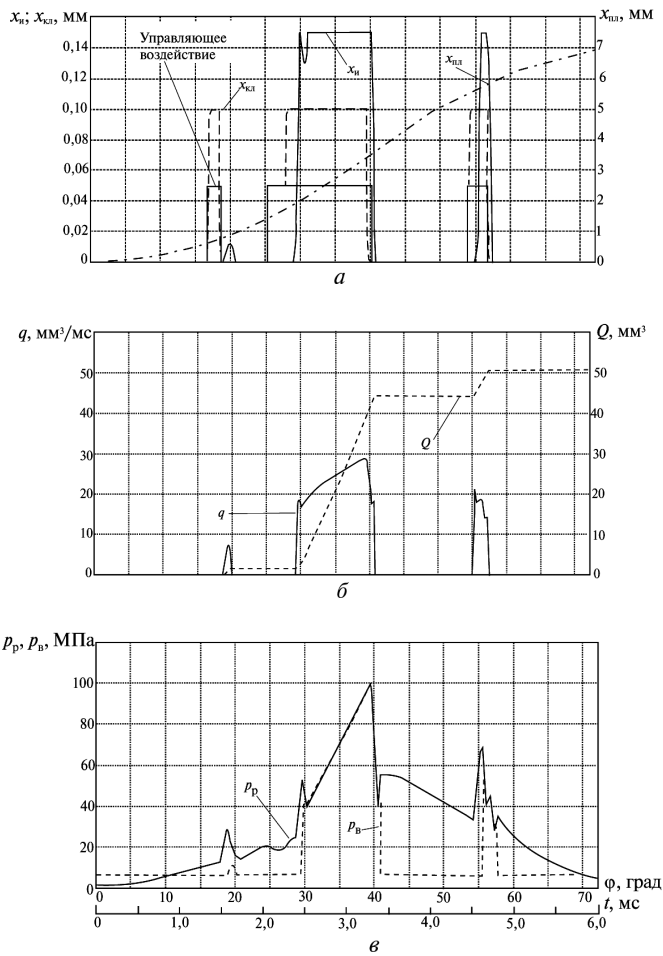 xи; xкл, мм
xпл, мм
Управляющее
воздействие
xкл
xи
xпл
0,14
0,12
0,10
0,08
0,06
0,04
0,02
0
7
6
5
4
3
2
1
0
а
q, мм³/мс
Q, мм³
50
40
30
20
10
0
50
40
30
20
10
0
q
Q
б
pр, pв, МПа
100
80
60
40
20
0
pр
pв
0 10 20 30 40 50 60 70
φ, град
t, мс
0 1,0 2,0 3,0 4,0 5,0 6,0
в